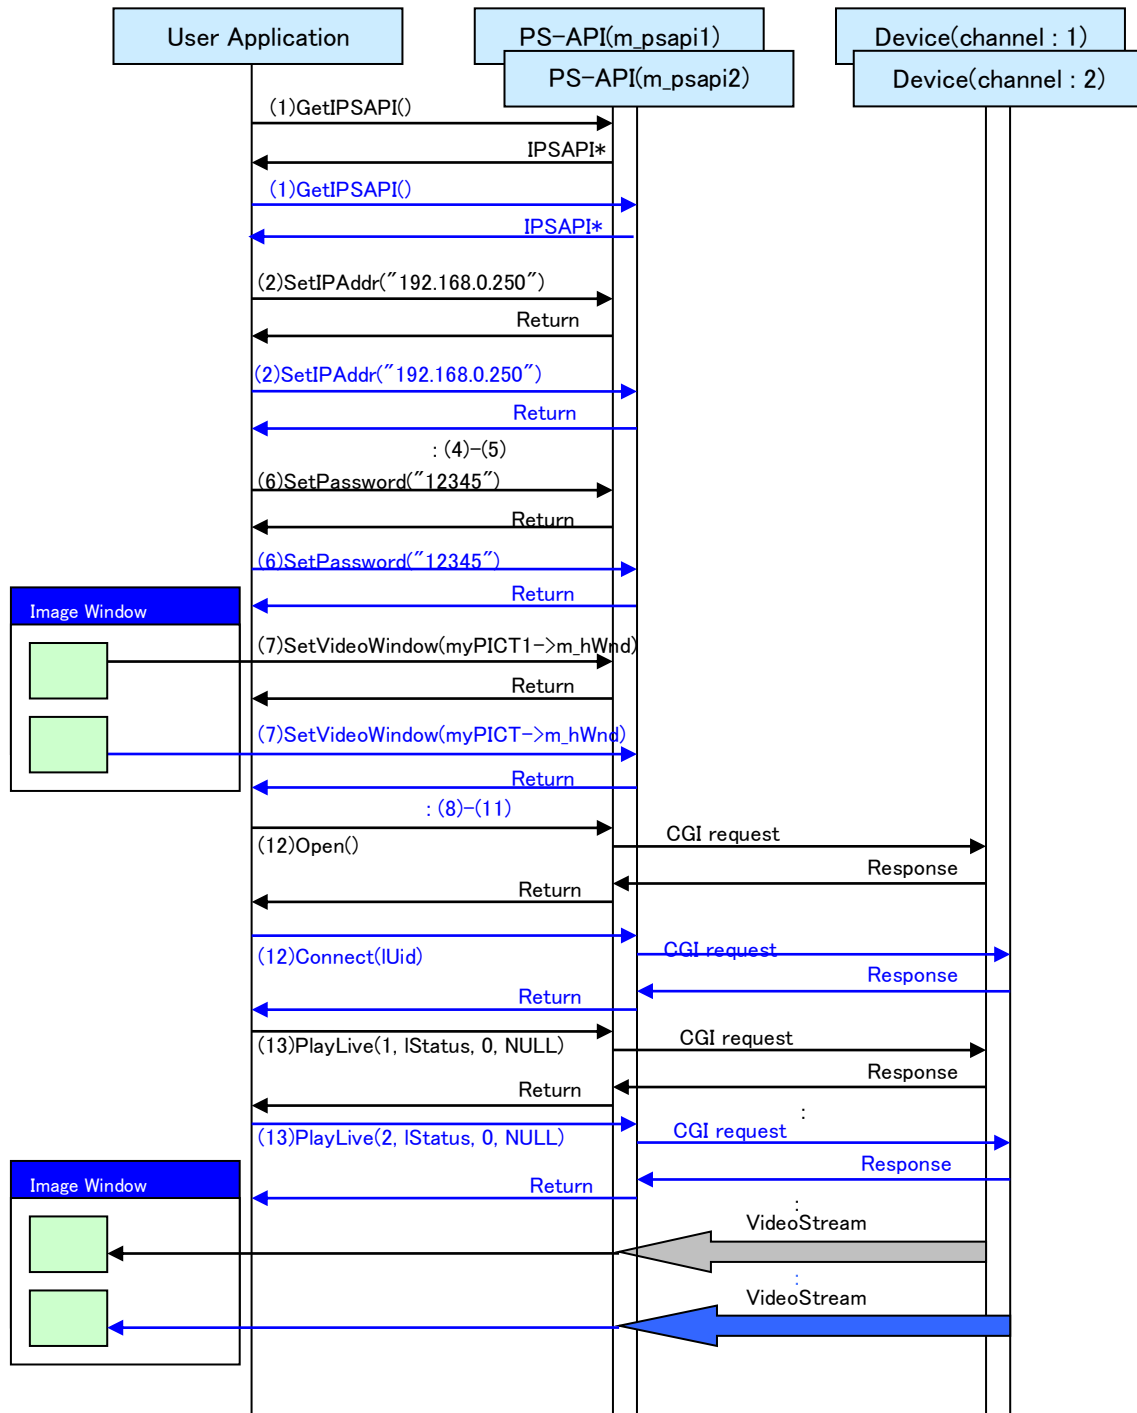 User Application
PS-API(m_psapi1)
Device(channel : 1)
PS-API(m_psapi2)
Device(channel : 2)
(1)GetIPSAPI()
IPSAPI*
(1)GetIPSAPI()
IPSAPI*
(2)SetIPAddr("192.168.0.250")
Return
(2)SetIPAddr("192.168.0.250")
Return
: (4)-(5)
(6)SetPassword("12345")
Return
(6)SetPassword("12345")
Return
Image Window
(7)SetVideoWindow(myPICT1->m_hWnd)
Return
(7)SetVideoWindow(myPICT->m_hWnd)
Return
: (8)-(11)
CGI request
(12)Open()
Response
Return
CGI request
(12)Connect(lUid)
Response
Return
CGI request
(13)PlayLive(1, lStatus, 0, NULL)
Response
Return
:
CGI request
(13)PlayLive(2, lStatus, 0, NULL)
Response
Image Window
Return
:
VideoStream
:
VideoStream